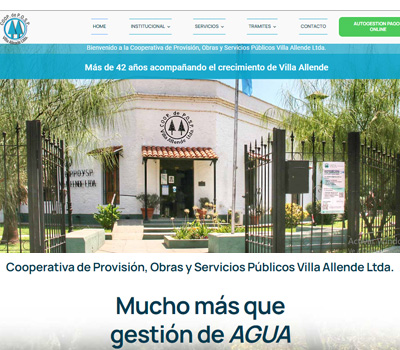 COOP. de P.O.S.P.
Villa Allende Ltda.
HOME
INSTITUCIONAL
SERVICIOS
TRAMITES
CONTACTO
AUTOGESTION PAGO
ONLINE
Bienvenido a la Cooperativa de Provisión, Obras y Servicios Públicos Villa Allende Ltda.
Más de 42 años acompañando el crecimiento de Villa Allende
COOP. de P.O.S.P.
Villa Allende Ltda.
Cooperativa de Provisión, Obras y Servicios Públicos Villa Allende Ltda.
Mucho más que
gestión de AGUA